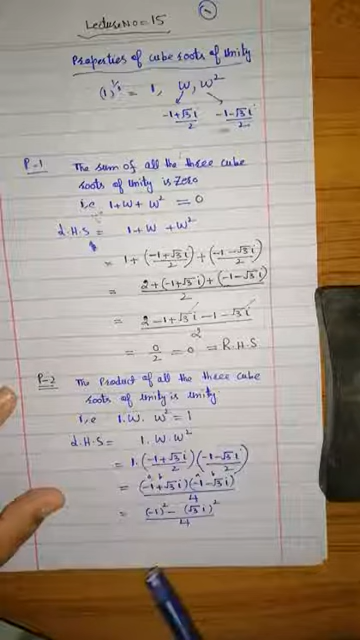 Lecture No = 15
Properties of cube roots of Unity
(1)^1/3 = 1, ω, ω²
-1+√3i/2 -1-√3i/2
P-1 The sum of all the three cube
roots of Unity is Zero
i.e 1+ω+ω² = 0
L.H.S = 1+ω+ω²
= 1+(-1+√3i/2)+(-1-√3i/2)
= 2+(-1+√3i)+(-1-√3i)/2
= 2-1+√3i-1-√3i/2
= 0/2 = 0 = R.H.S
P-2 The Product of all the three cube
roots of unity is unity
i.e 1.ω.ω² = 1
L.H.S = 1.ω.ω²
= 1.(-1+√3i/2)(-1-√3i/2)
= (-1+√3i)(-1-√3i)/4
= (-1)²-(√3i)²/4